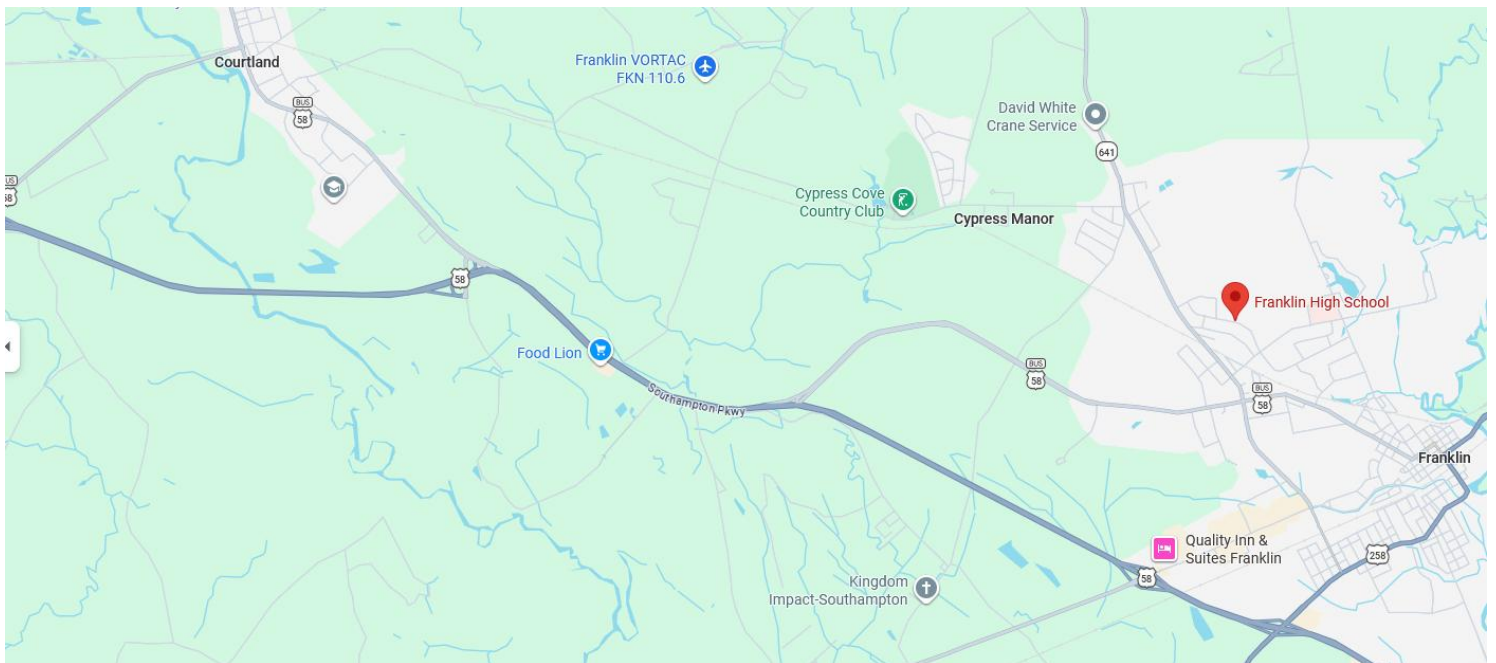 Courtland
Franklin VORTAC
FKN 110.6
BUS
58
David White
Crane Service
641
BUS
58
Cypress Cove
Country Club
Cypress Manor
58
Franklin High School
Food Lion
Southampton Pkwy
BUS
58
BUS
58
Franklin
Quality Inn &
Suites Franklin
258
58
Kingdom
Impact-Southampton